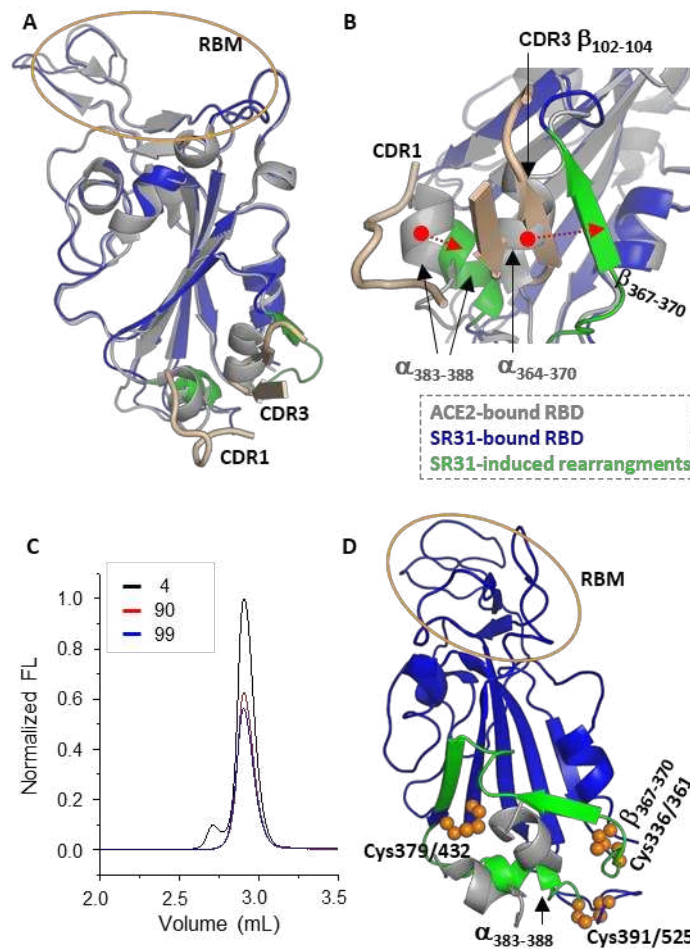 A
RBM
CDR3
CDR1
B
CDR3 β102-104
CDR1
β367-370
α383-388
α364-370
ACE2-bound RBD
SR31-bound RBD
SR31-induced rearrangments
C
4
90
99
1.0
0.8
0.6
0.4
0.2
0.0
Normalized FL
2.0 2.5 3.0 3.5
Volume (mL)
D
RBM
β367-370
Cys336/361
Cys379/432
Cys391/525
α383-388